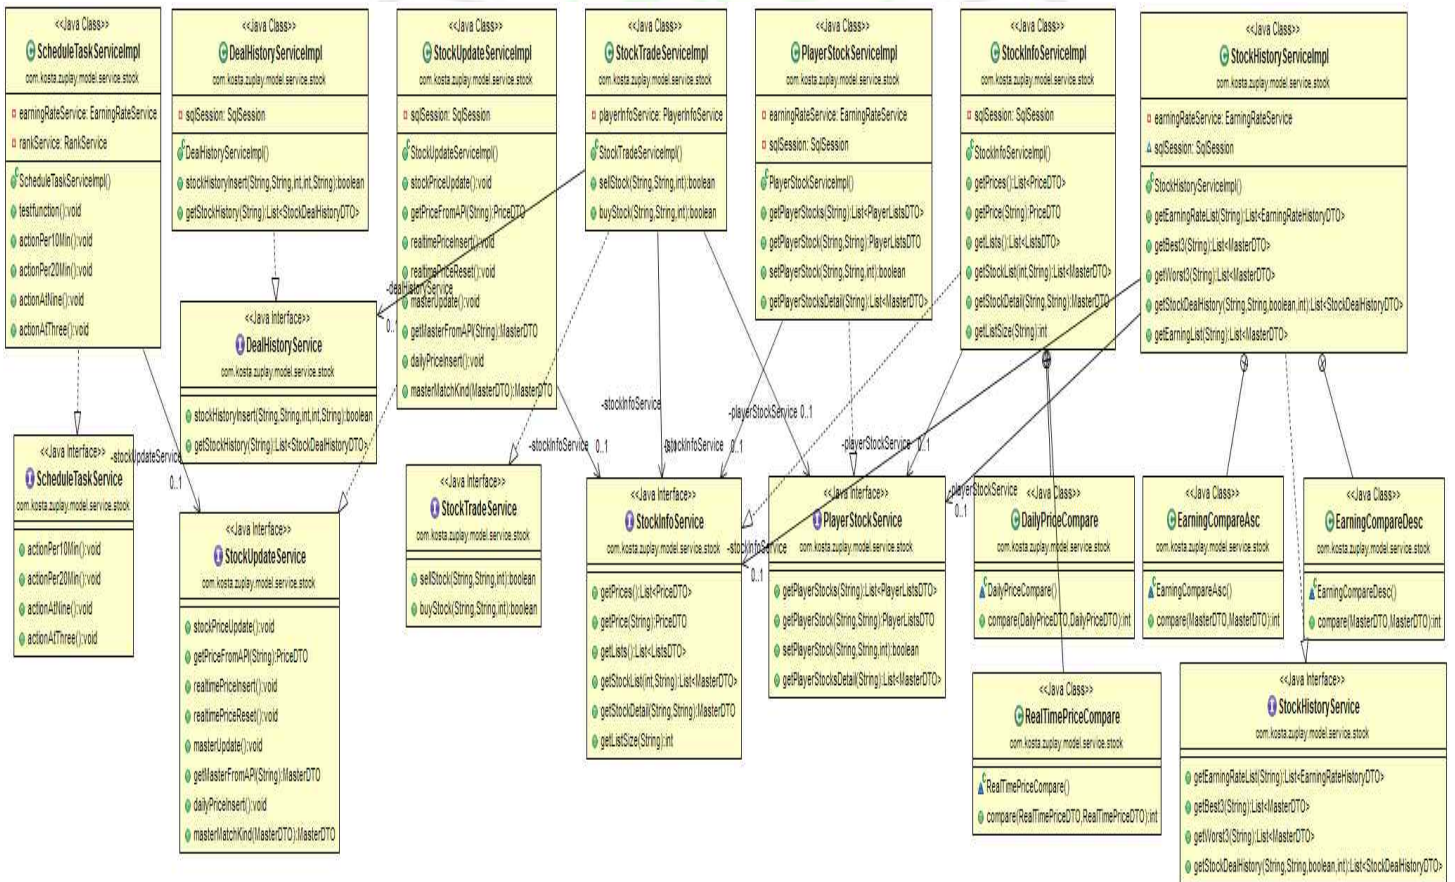 <<Java Class>>
ScheduleTaskServiceImpl
com.kosta.zuplay.model.service.stock
earningRateService: EarningRateService
rankService: RankService
ScheduleTaskServiceImpl()
testfunction():void
actionPer10Min():void
actionPer20Min():void
actionAtNine():void
actionAtThree():void
<<Java Class>>
DealHistoryServiceImpl
com.kosta.zuplay.model.service.stock
sqlSession: SqlSession
DealHistoryServiceImpl()
stockHistoryInsert(String,String,int,int,String):boolean
getStockHistory(String):List<StockDealHistoryDTO>
<<Java Class>>
StockUpdateServiceImpl
com.kosta.zuplay.model.service.stock
sqlSession: SqlSession
StockUpdateServiceImpl()
stockPriceUpdate():void
getPriceFromAPI(String):PriceDTO
realtimePriceInsert():void
realtimePriceReset():void
masterUpdate():void
getMasterFromAPI(String):MasterDTO
dailyPriceInsert():void
masterMatchKind(MasterDTO):MasterDTO
<<Java Class>>
StockTradeServiceImpl
com.kosta.zuplay.model.service.stock
playerInfoService: PlayerInfoService
StockTradeServiceImpl()
sellStock(String,String,int):boolean
buyStock(String,String,int):boolean
<<Java Class>>
PlayerStockServiceImpl
com.kosta.zuplay.model.service.stock
earningRateService: EarningRateService
sqlSession: SqlSession
PlayerStockServiceImpl()
getPlayerStocks(String):List<PlayerListsDTO>
getPlayerStock(String,String):PlayerListsDTO
setPlayerStock(String,String,int):boolean
getPlayerStocksDetail(String):List<MasterDTO>
<<Java Class>>
StockInfoServiceImpl
com.kosta.zuplay.model.service.stock
sqlSession: SqlSession
StockInfoServiceImpl()
getPrices():List<PriceDTO>
getPrice(String):PriceDTO
getLists():List<ListsDTO>
getStockList(int,String):List<MasterDTO>
getStockDetail(String,String):MasterDTO
getListSize(String):int
<<Java Class>>
StockHistoryServiceImpl
com.kosta.zuplay.model.service.stock
earningRateService: EarningRateService
sqlSession: SqlSession
StockHistoryServiceImpl()
getEarningRateList(String):List<EarningRateHistoryDTO>
getBest3(String):List<MasterDTO>
getWorst3(String):List<MasterDTO>
getStockDealHistory(String,String,boolean,int):List<StockDealHistoryDTO>
getEarningList(String):List<MasterDTO>
-dealHistoryService
0..1
<<Java Interface>>
DealHistoryService
com.kosta.zuplay.model.service.stock
stockHistoryInsert(String,String,int,int,String):boolean
getStockHistory(String):List<StockDealHistoryDTO>
-stockInfoService
-playerStockService 0..1
-stockInfoService 0..1
-stockInfoService
-playerStockService 0..1
-stockUpdateService
0..1
-playerStockService
0..1
-stockInfoService
0..1
<<Java Interface>>
ScheduleTaskService
com.kosta.zuplay.model.service.stock
actionPer10Min():void
actionPer20Min():void
actionAtNine():void
actionAtThree():void
<<Java Interface>>
StockUpdateService
com.kosta.zuplay.model.service.stock
stockPriceUpdate():void
getPriceFromAPI(String):PriceDTO
realtimePriceInsert():void
realtimePriceReset():void
masterUpdate():void
getMasterFromAPI(String):MasterDTO
dailyPriceInsert():void
masterMatchKind(MasterDTO):MasterDTO
<<Java Interface>>
StockTradeService
com.kosta.zuplay.model.service.stock
sellStock(String,String,int):boolean
buyStock(String,String,int):boolean
<<Java Interface>>
StockInfoService
com.kosta.zuplay.model.service.stock
getPrices():List<PriceDTO>
getPrice(String):PriceDTO
getLists():List<ListsDTO>
getStockList(int,String):List<MasterDTO>
getStockDetail(String,String):MasterDTO
getListSize(String):int
<<Java Interface>>
PlayerStockService
com.kosta.zuplay.model.service.stock
getPlayerStocks(String):List<PlayerListsDTO>
getPlayerStock(String,String):PlayerListsDTO
setPlayerStock(String,String,int):boolean
getPlayerStocksDetail(String):List<MasterDTO>
<<Java Class>>
DailyPriceCompare
com.kosta.zuplay.model.service.stock
DailyPriceCompare()
compare(DailyPriceDTO,DailyPriceDTO):int
<<Java Class>>
EarningCompareAsc
com.kosta.zuplay.model.service.stock
EarningCompareAsc()
compare(MasterDTO,MasterDTO):int
<<Java Class>>
EarningCompareDesc
com.kosta.zuplay.model.service.stock
EarningCompareDesc()
compare(MasterDTO,MasterDTO):int
<<Java Class>>
RealTimePriceCompare
com.kosta.zuplay.model.service.stock
RealTimePriceCompare()
compare(RealTimePriceDTO,RealTimePriceDTO):int
<<Java Interface>>
StockHistoryService
com.kosta.zuplay.model.service.stock
getEarningRateList(String):List<EarningRateHistoryDTO>
getBest3(String):List<MasterDTO>
getWorst3(String):List<MasterDTO>
getStockDealHistory(String,String,boolean,int):List<StockDealHistoryDTO>